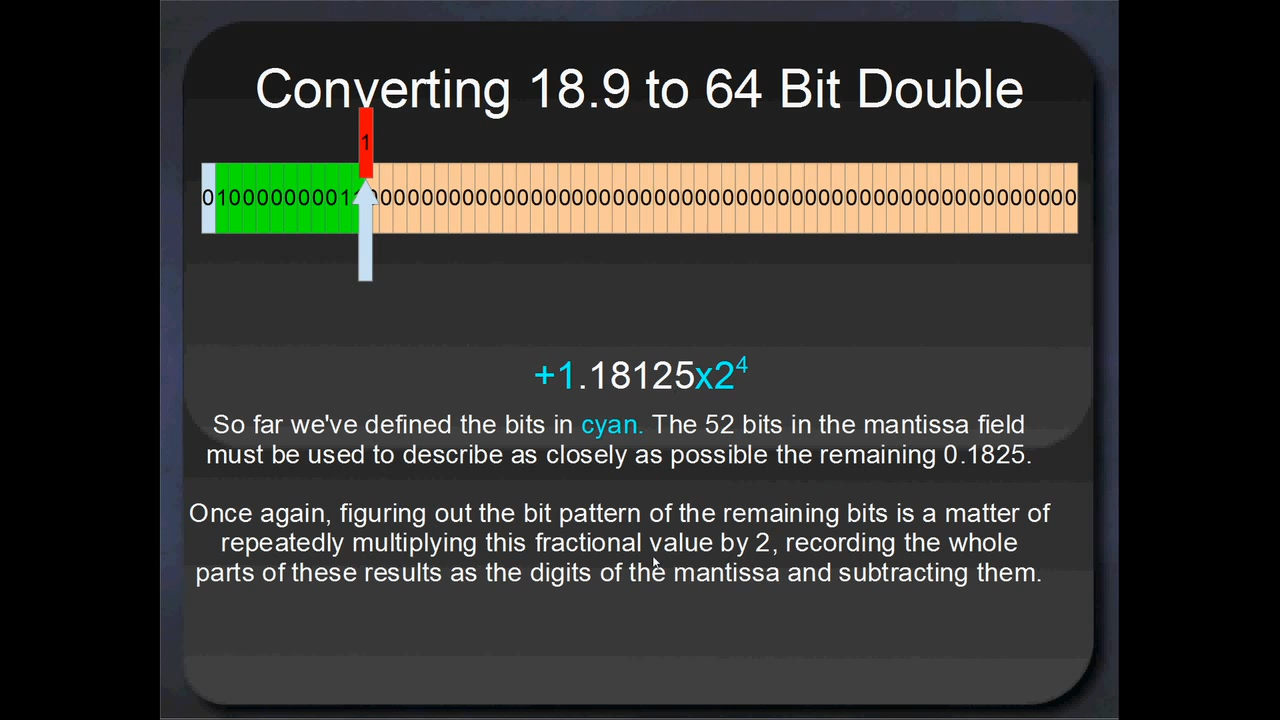 Converting 18.9 to 64 Bit Double
1
0100000000110000000000000000000000000000000000000000000000000000
+1.18125x2⁴
So far we've defined the bits in cyan. The 52 bits in the mantissa field
must be used to describe as closely as possible the remaining 0.1825.
Once again, figuring out the bit pattern of the remaining bits is a matter of
repeatedly multiplying this fractional value by 2, recording the whole
parts of these results as the digits of the mantissa and subtracting them.